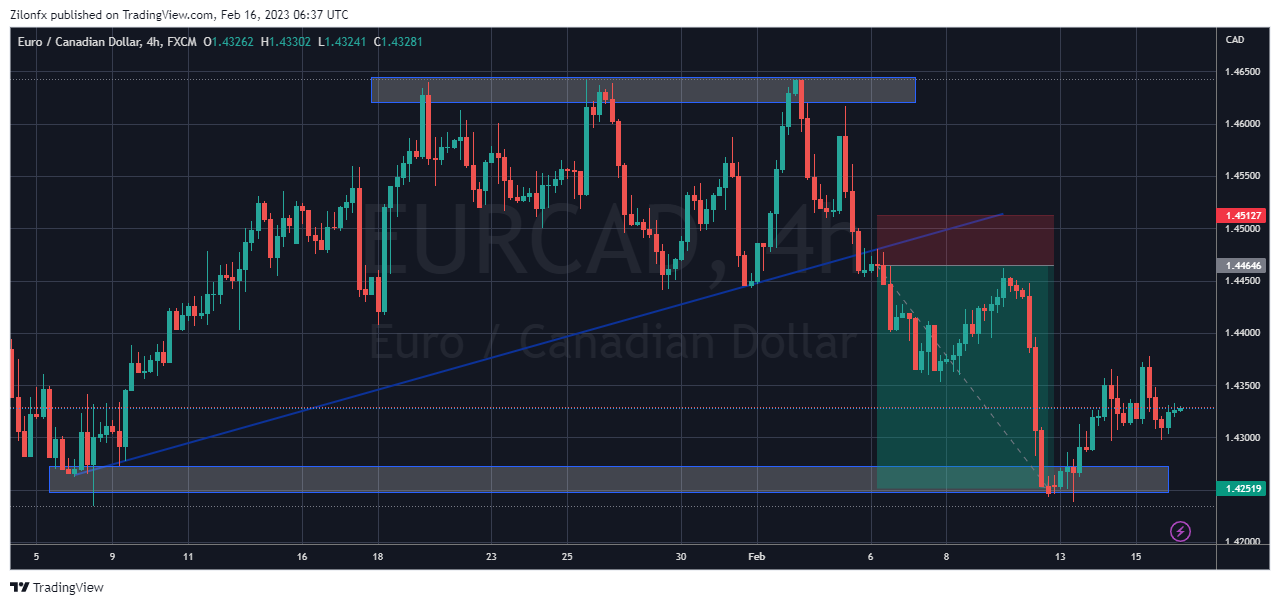 Zilonfx published on TradingView.com, Feb 16, 2023 06:37 UTC
Euro / Canadian Dollar, 4h, FXCM O1.43262 H1.43302 L1.43241 C1.43281
CAD
1.46500
1.46000
1.45500
1.45127
1.45000
1.44646
1.44500
1.44000
1.43500
1.43000
1.42519
1.42000
EURCAD, 4h
Euro / Canadian Dollar
5 9 11 16 18 23 25 30 Feb 6 8 13 15
TradingView